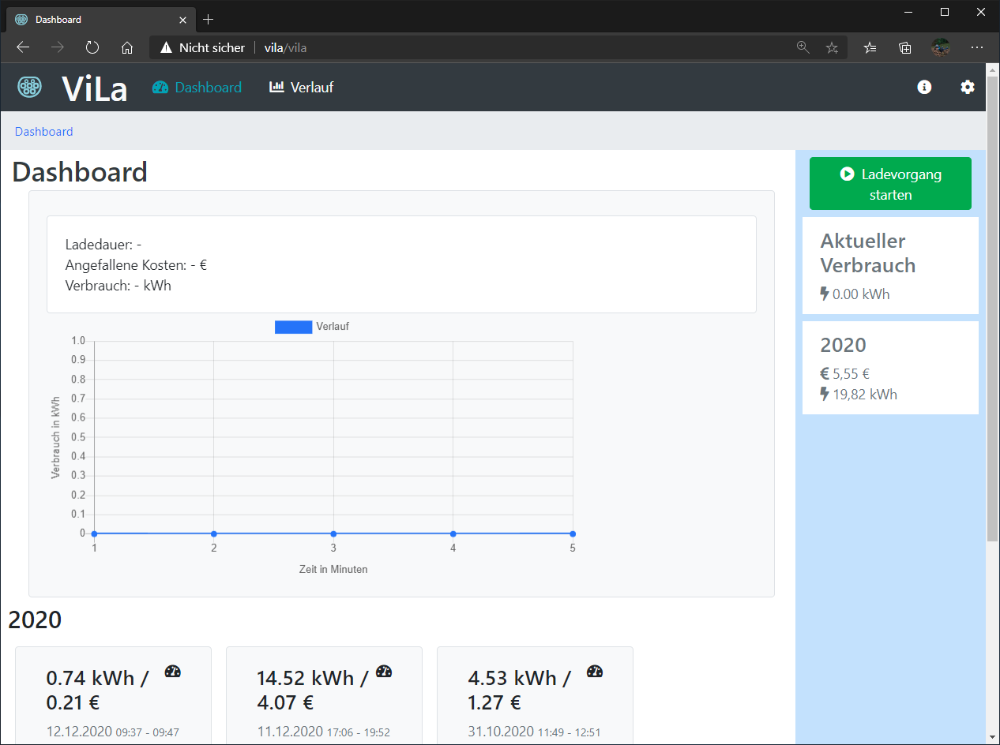 Dashboard
Nicht sicher vila/vila
ViLa Dashboard Verlauf
Dashboard
Dashboard
Ladedauer: -
Angefallene Kosten: - €
Verbrauch: - kWh
Verlauf
Verbrauch in kWh
1.0
0.9
0.8
0.7
0.6
0.5
0.4
0.3
0.2
0.1
0
1 2 3 4 5
Zeit in Minuten
Ladevorgang
starten
Aktueller
Verbrauch
0.00 kWh
2020
€ 5,55 €
19,82 kWh
2020
0.74 kWh /
0.21 €
12.12.2020 09:37 - 09:47
14.52 kWh /
4.07 €
11.12.2020 17:06 - 19:52
4.53 kWh /
1.27 €
31.10.2020 11:49 - 12:51